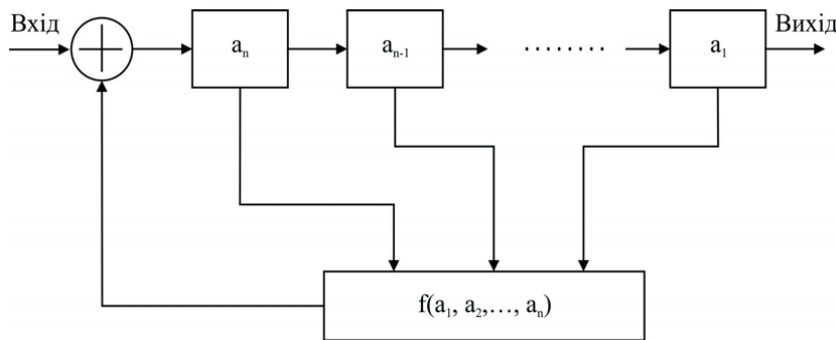 Вхід
aₙ
aₙ₋₁
........
a₁
Вихід
f(a₁, a₂,…, aₙ)